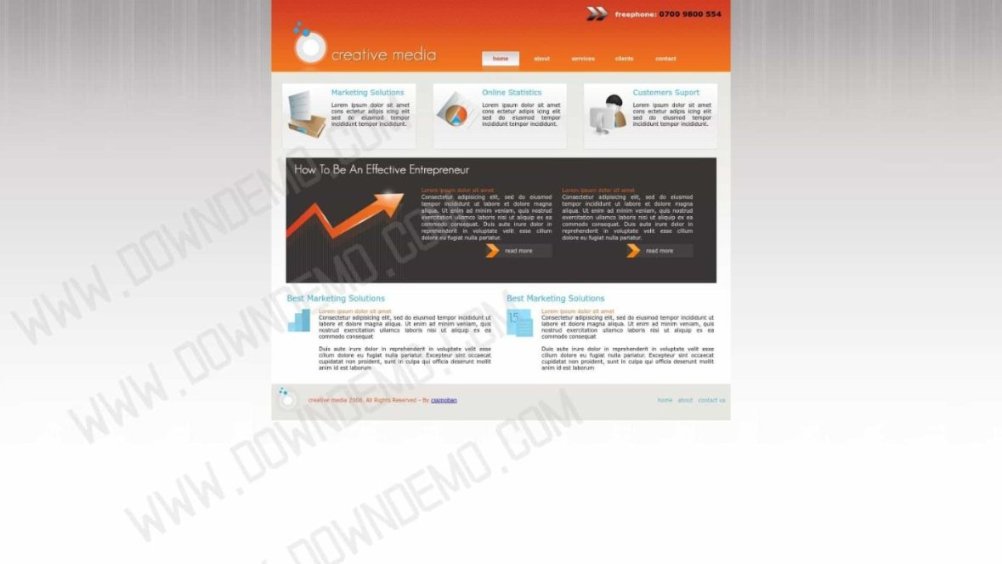 freephone: 0709 9800 554
creative media
home about services clients contact
Marketing Solutions
Lorem ipsum dolor sit amet
cons ectetur adipis icing elit
sed do eiusmod tempor
incididunt tempor incididunt.
Online Statistics
Lorem ipsum dolor sit amet
cons ectetur adipis icing elit
sed do eiusmod tempor
incididunt tempor incididunt.
Customers Suport
Lorem ipsum dolor sit amet
cons ectetur adipis icing elit
sed do eiusmod tempor
incididunt tempor incididunt.
How To Be An Effective Entrepreneur
Lorem ipsum dolor sit amet
Consectetur adipisicing elit, sed do eiusmod
tempor incididunt ut labore et dolore magna
aliqua. Ut enim ad minim veniam, quis nostrud
exercitation ullamco laboris nisi ut aliquip ex ea
commodo consequat. Duis aute irure dolor in
reprehenderit in voluptate velit esse cillum
dolore eu fugiat nulla pariatur.
read more
Lorem ipsum dolor sit amet
Consectetur adipisicing elit, sed do eiusmod
tempor incididunt ut labore et dolore magna
aliqua. Ut enim ad minim veniam, quis nostrud
exercitation ullamco laboris nisi ut aliquip ex ea
commodo consequat. Duis aute irure dolor in
reprehenderit in voluptate velit esse cillum
dolore eu fugiat nulla pariatur.
read more
Best Marketing Solutions
Lorem ipsum dolor sit amet
Consectetur adipisicing elit, sed do eiusmod tempor incididunt ut
labore et dolore magna aliqua. Ut enim ad minim veniam, quis
nostrud exercitation ullamco laboris nisi ut aliquip ex ea
commodo consequat
Duis aute irure dolor in reprehenderit in voluptate velit esse
cillum dolore eu fugiat nulla pariatur. Excepteur sint occaecat
cupidatat non proident, sunt in culpa qui officia deserunt mollit
anim id est laborum
Best Marketing Solutions
15
Lorem ipsum dolor sit amet
Consectetur adipisicing elit, sed do eiusmod tempor incididunt ut
labore et dolore magna aliqua. Ut enim ad minim veniam, quis
nostrud exercitation ullamco laboris nisi ut aliquip ex ea
commodo consequat
Duis aute irure dolor in reprehenderit in voluptate velit esse
cillum dolore eu fugiat nulla pariatur. Excepteur sint occaecat
cupidatat non proident, sunt in culpa qui officia deserunt mollit
anim id est laborum
creative media 2008. All Rights Reserved - By
home about contact us
WWW.DOWNDEMO.COM
WWW.DOWNDEMO.COM
WWW.DOWNDEMO.COM
WWW.DOWNDEMO.COM